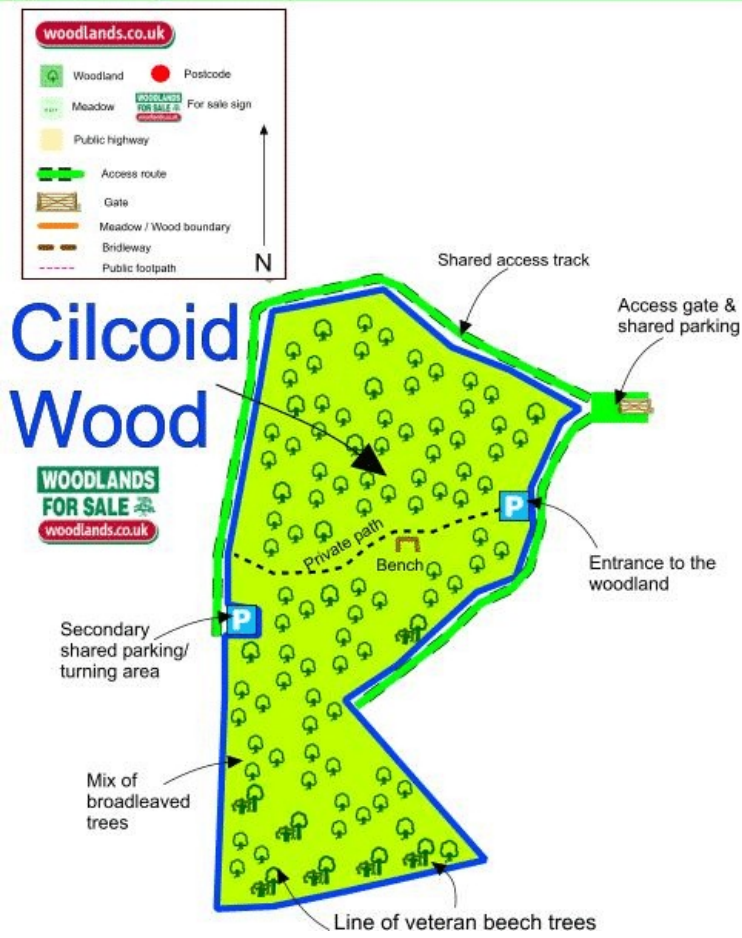 woodlands.co.uk
Woodland
Postcode
Meadow
WOODLANDS
FOR SALE
woodlands.co.uk
For sale sign
Public highway
Access route
Gate
Meadow / Wood boundary
Bridleway
Public footpath
N
Shared access track
Access gate &
shared parking
Cilcoid
Wood
WOODLANDS
FOR SALE
woodlands.co.uk
P
Private path
Bench
Entrance to the
woodland
P
Secondary
shared parking/
turning area
Mix of
broadleaved
trees
Line of veteran beech trees